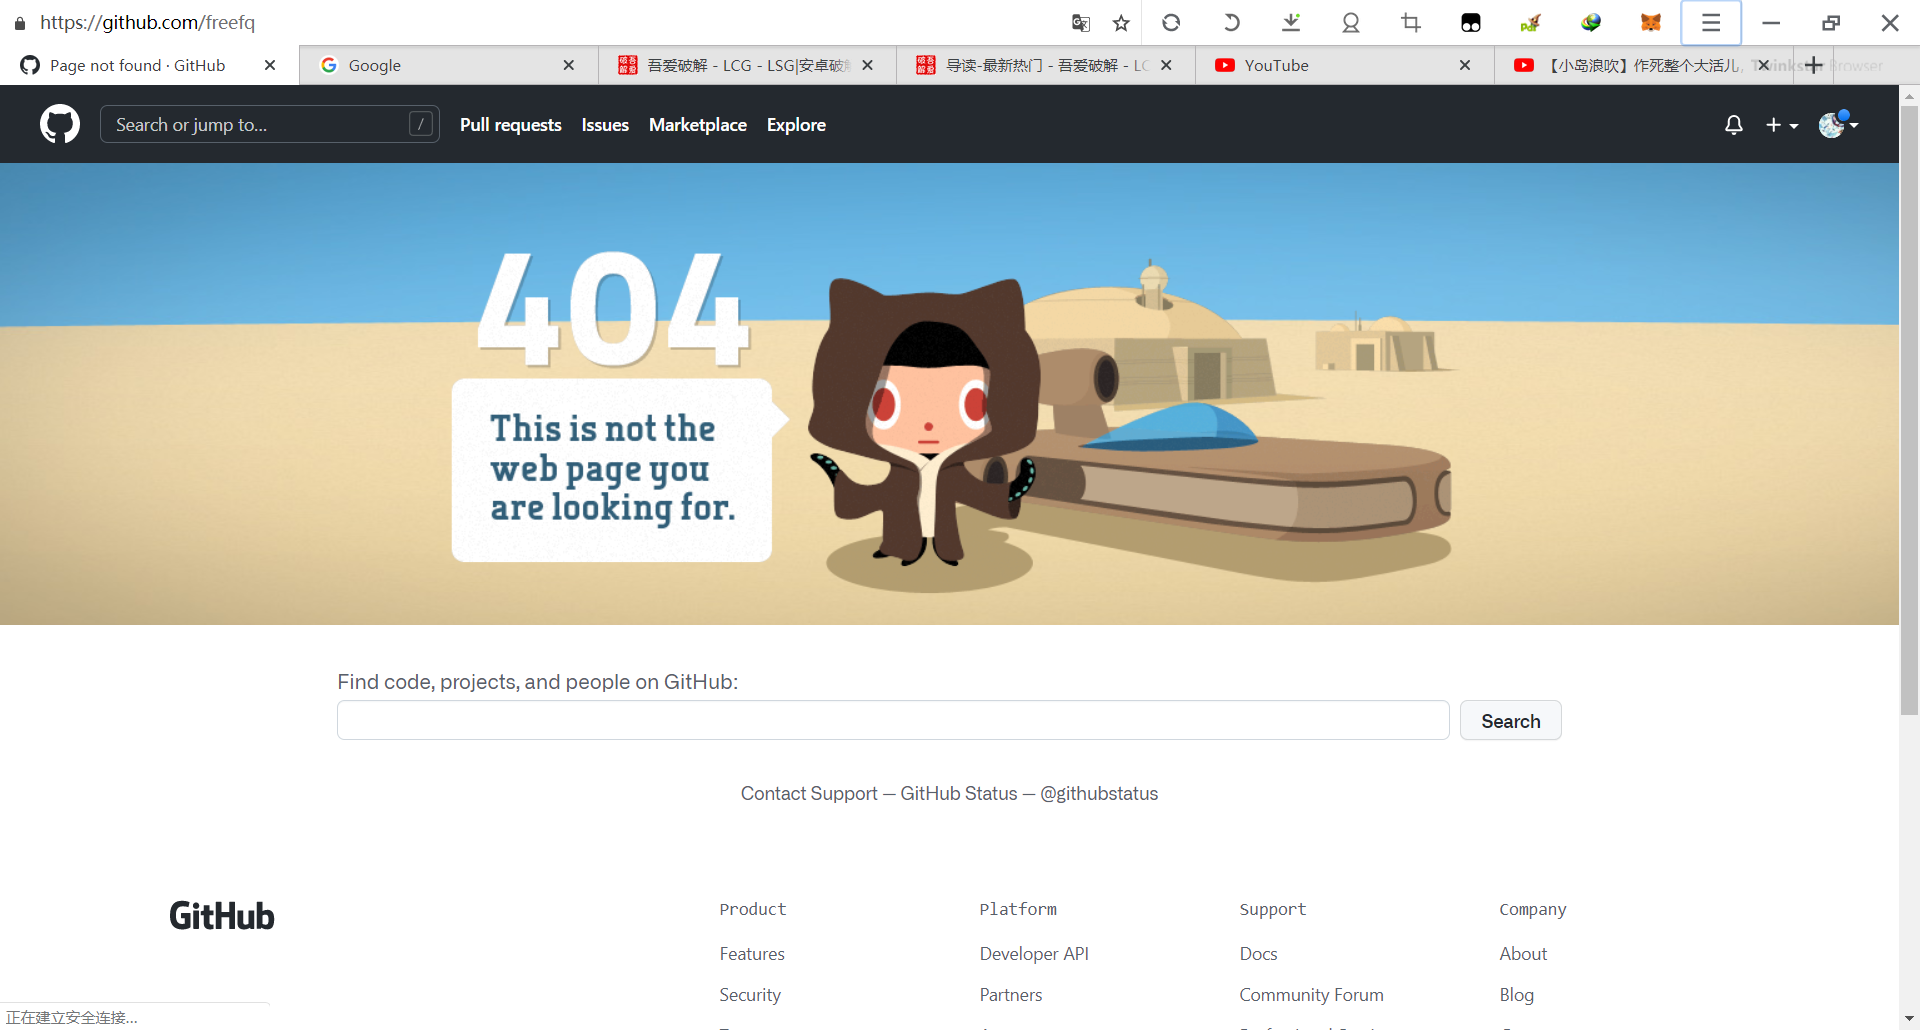 https://github.com/freefq
Page not found · GitHub
Google
吾爱破解 - LCG - LSG|安卓破
导读-最新热门 - 吾爱破解 - LC
YouTube
【小岛浪吹】作死整个大活儿,
Twinkstar Browser
Search or jump to... /
Pull requests
Issues
Marketplace
Explore
404
This is not the
web page you
are looking for.
Find code, projects, and people on GitHub:
Search
Contact Support — GitHub Status — @githubstatus
GitHub
Product
Platform
Support
Company
Features
Developer API
Docs
About
Security
Partners
Community Forum
Blog
正在建立安全连接...